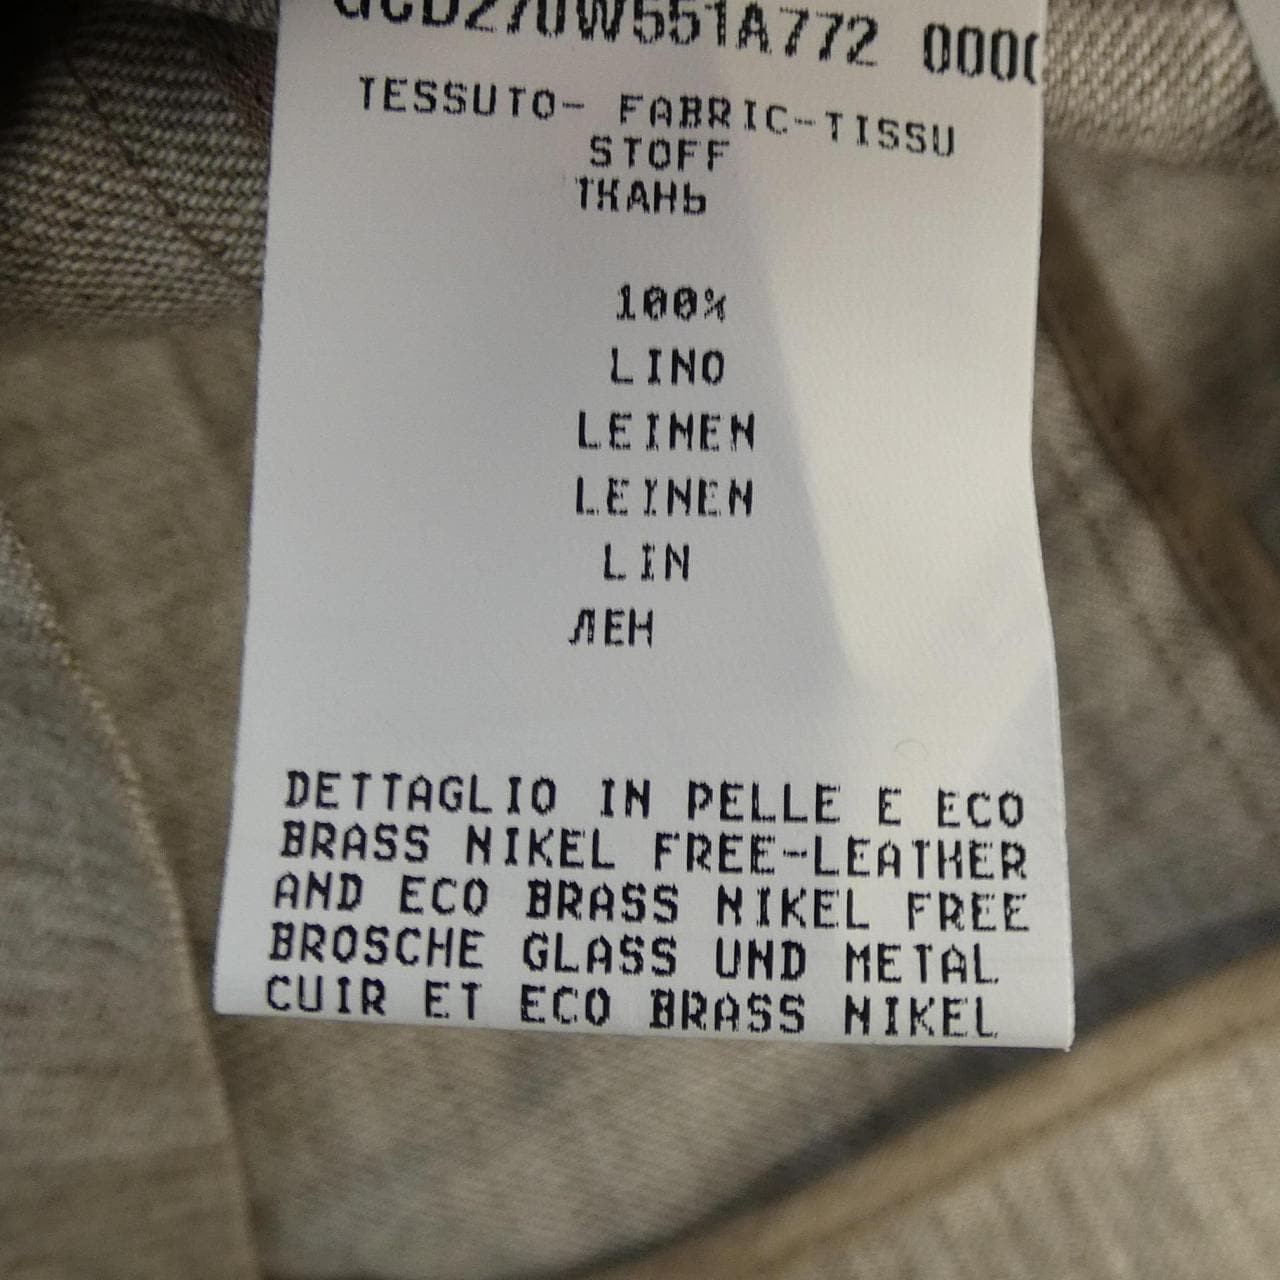 TESSUTO- FABRIC-TISSU
STOFF
ТКАНЬ
100%
LINO
LEINEN
LEINEN
LIN
ЛЕН
DETTAGLIO IN PELLE E ECO
BRASS NIKEL FREE-LEATHER
AND ECO BRASS NIKEL FREE
BROSCHE GLASS UND METAL
CUIR ET ECO BRASS NIKEL